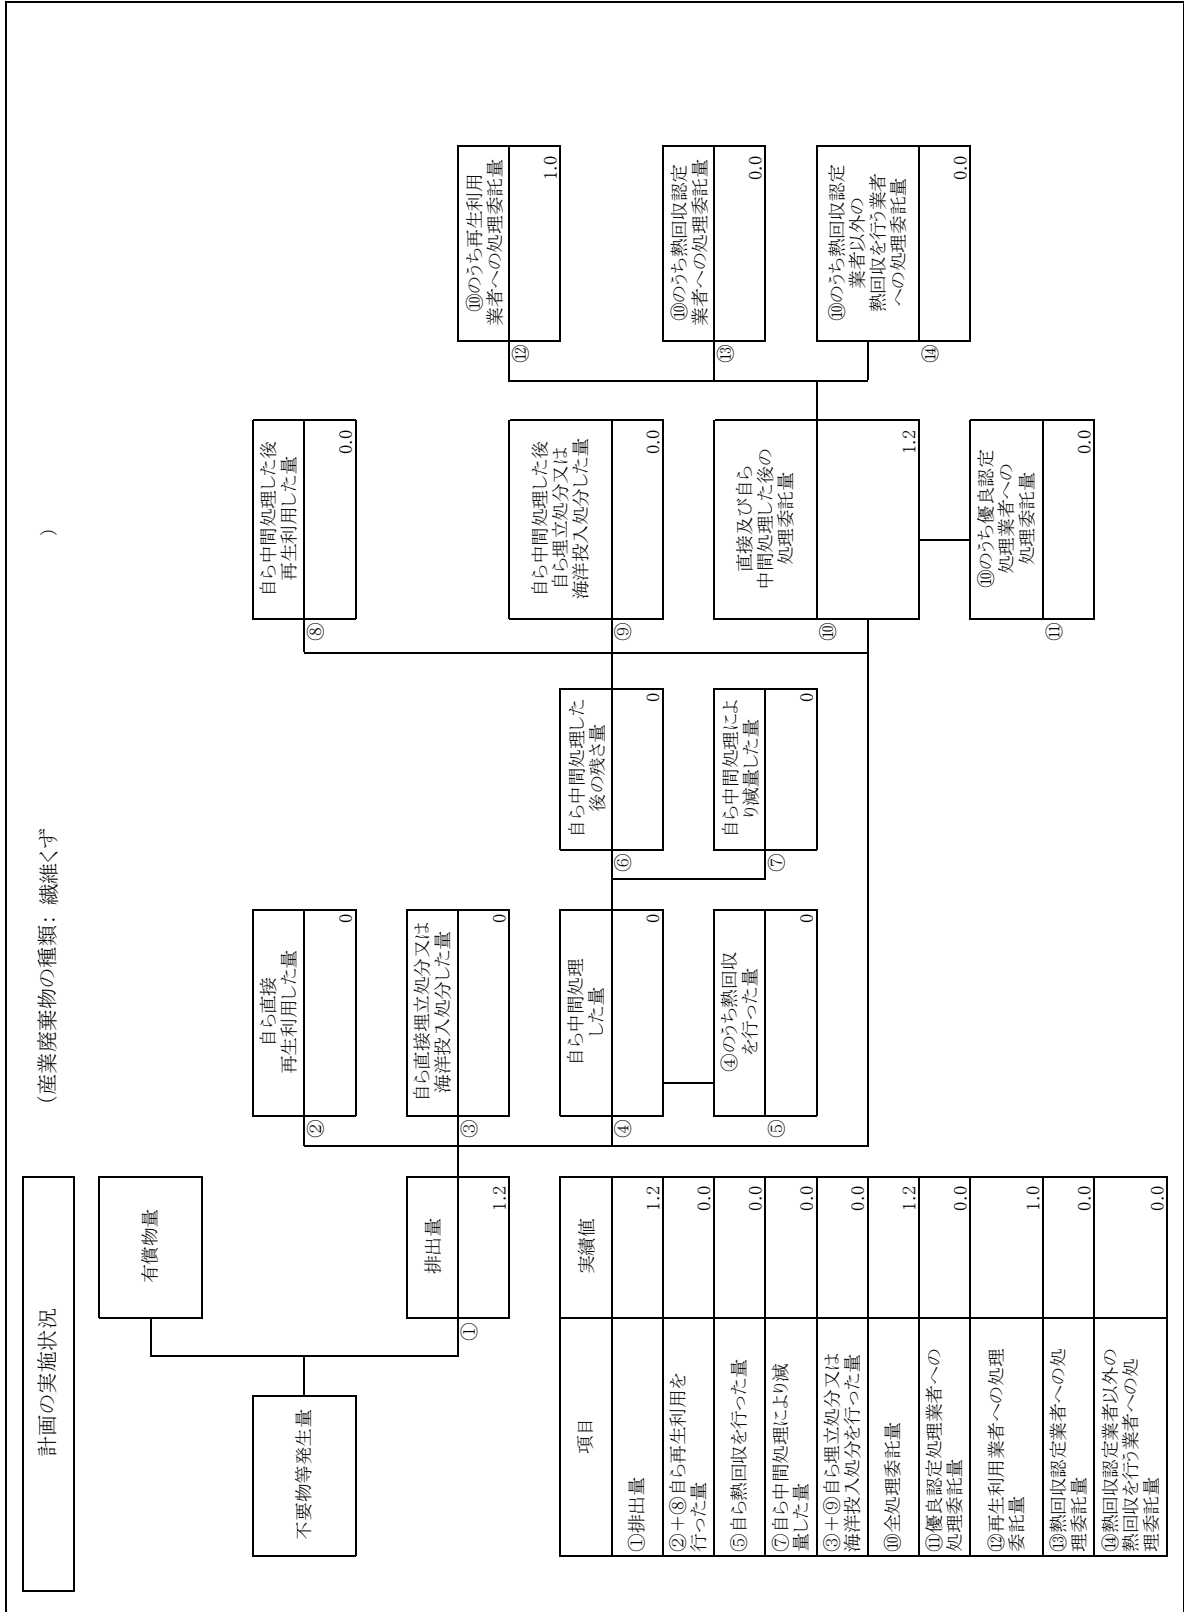 計画の実施状況
(産業廃棄物の種類：繊維くず
)
不要物等発生量
有償物量
①
排出量
1.2
②
自ら直接
再生利用した量
0
③
自ら直接埋立処分又は
海洋投入処分した量
0
④
自ら中間処理
した量
0
⑤
④のうち熱回収
を行った量
0
⑥
自ら中間処理した
後の残さ量
0
⑦
自ら中間処理によ
り減量した量
0
⑧
自ら中間処理した後
再生利用した量
0.0
⑨
自ら中間処理した後
自ら埋立処分又は
海洋投入処分した量
0.0
⑩
直接及び自ら
中間処理した後の
処理委託量
1.2
⑪
⑩のうち優良認定
処理業者への
処理委託量
0.0
⑫
⑩のうち再生利用
業者への処理委託量
1.0
⑬
⑩のうち熱回収認定
業者への処理委託量
0.0
⑭
⑩のうち熱回収認定
業者以外の
熱回収を行う業者
への処理委託量
0.0
項目 実績値
①排出量 1.2
②＋⑧自ら再生利用を
行った量 0.0
⑤自ら熱回収を行った量 0.0
⑦自ら中間処理により減
量した量 0.0
③＋⑨自ら埋立処分又は
海洋投入処分を行った量 0.0
⑩全処理委託量 1.2
⑪優良認定処理業者への
処理委託量 0.0
⑫再生利用業者への処理
委託量 1.0
⑬熱回収認定業者への処
理委託量 0.0
⑭熱回収認定業者以外の
熱回収を行う業者への処
理委託量 0.0